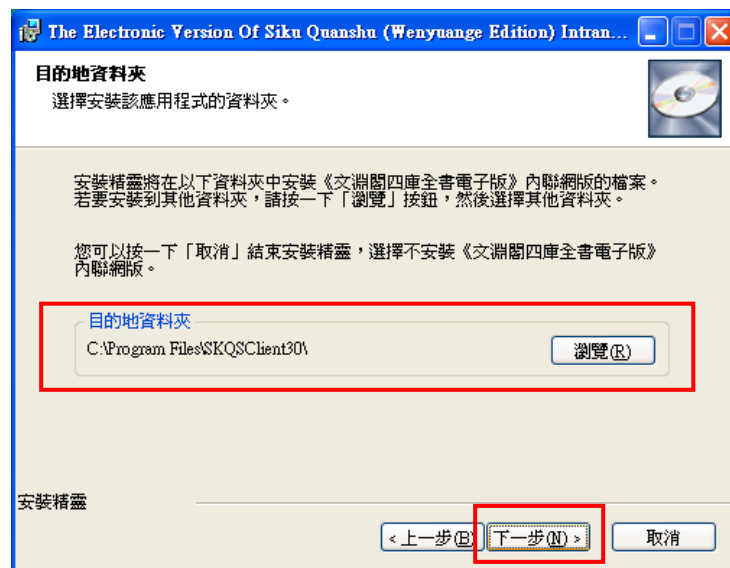 The Electronic Version Of Siku Quanshu (Wenyuange Edition) Intran...
目的地資料夾
選擇安裝該應用程式的資料夾。
安裝精靈將在以下資料夾中安裝《文淵閣四庫全書電子版》內聯網版的檔案。
若要安裝到其他資料夾，請按一下「瀏覽」按鈕，然後選擇其他資料夾。
您可以按一下「取消」結束安裝精靈，選擇不安裝《文淵閣四庫全書電子版》
內聯網版。
目的地資料夾
C:\Program Files\SKQSClient30\
瀏覽(R)
安裝精靈
< 上一步(B)
下一步(N) >
取消